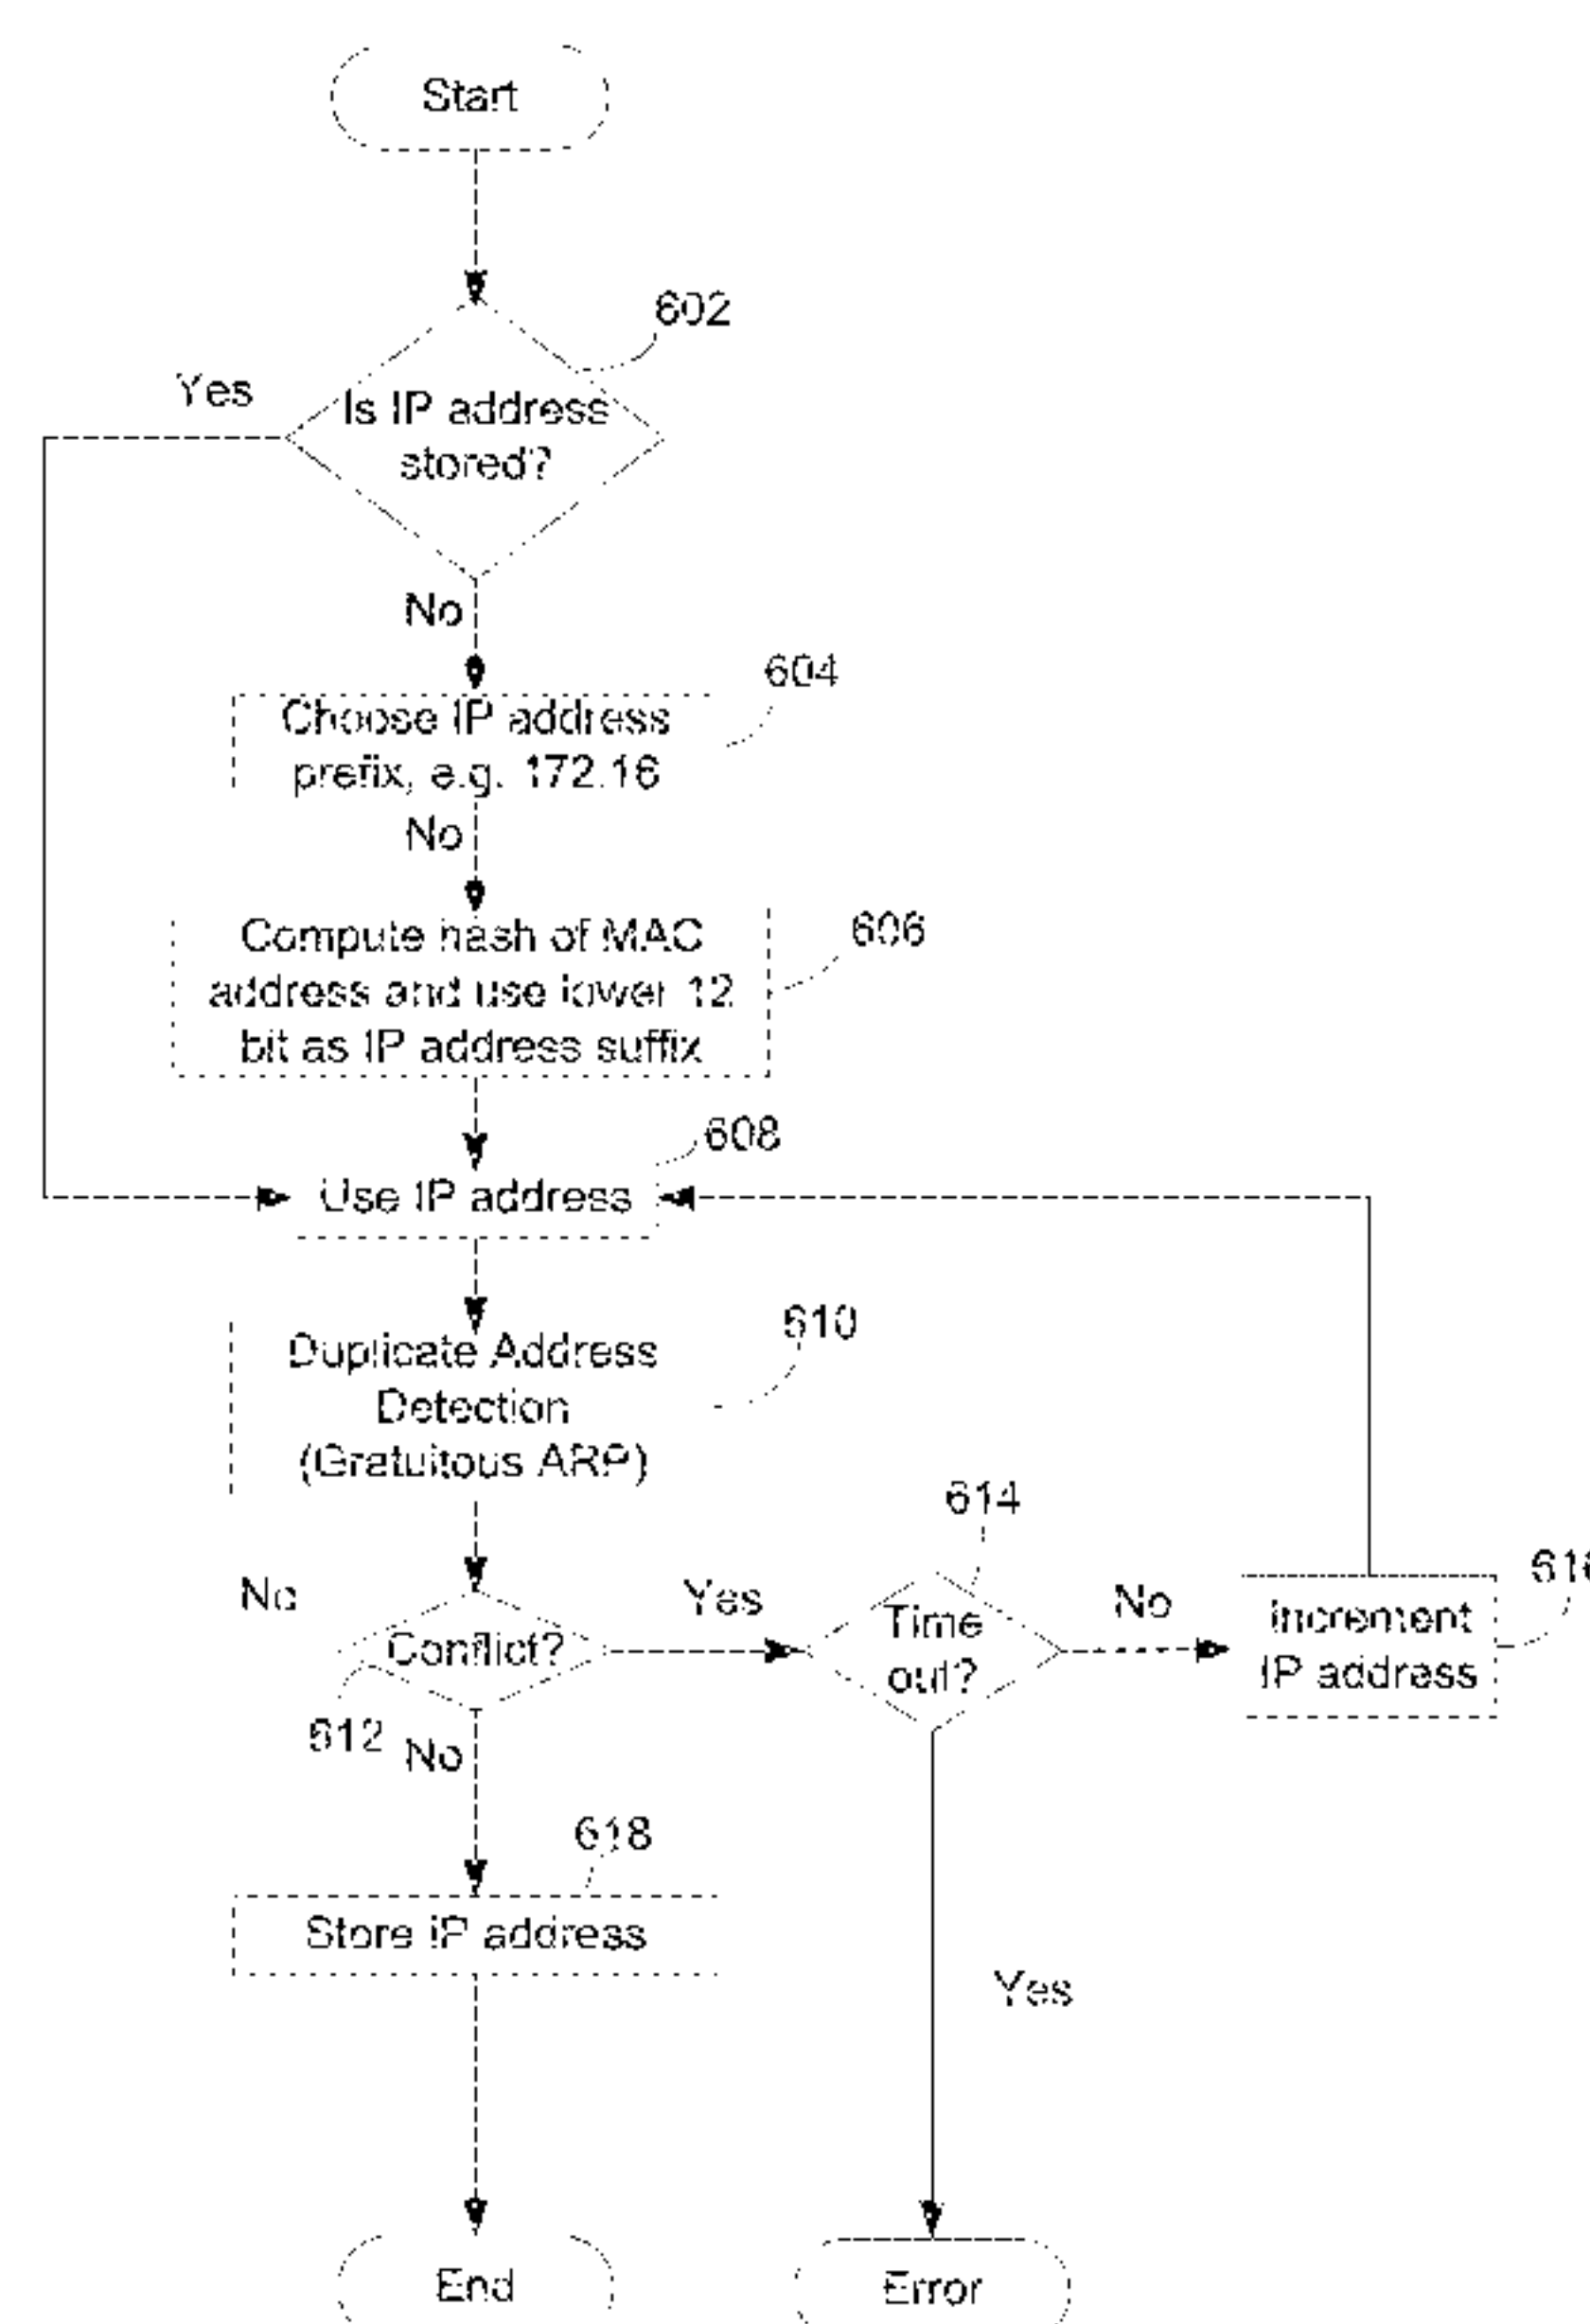 Start
602
Yes
Is IP address
stored?
No
604
Choose IP address
prefix, e.g. 172.16
No
606
Compute hash of MAC
address and use lower 12
bit as IP address suffix
608
Use IP address
610
Duplicate Address
Detection
(Gratuitous ARP)
614
No
Conflict?
Yes
Time
out?
No
Increment
IP address
612
No
618
Store IP address
Yes
End
Error